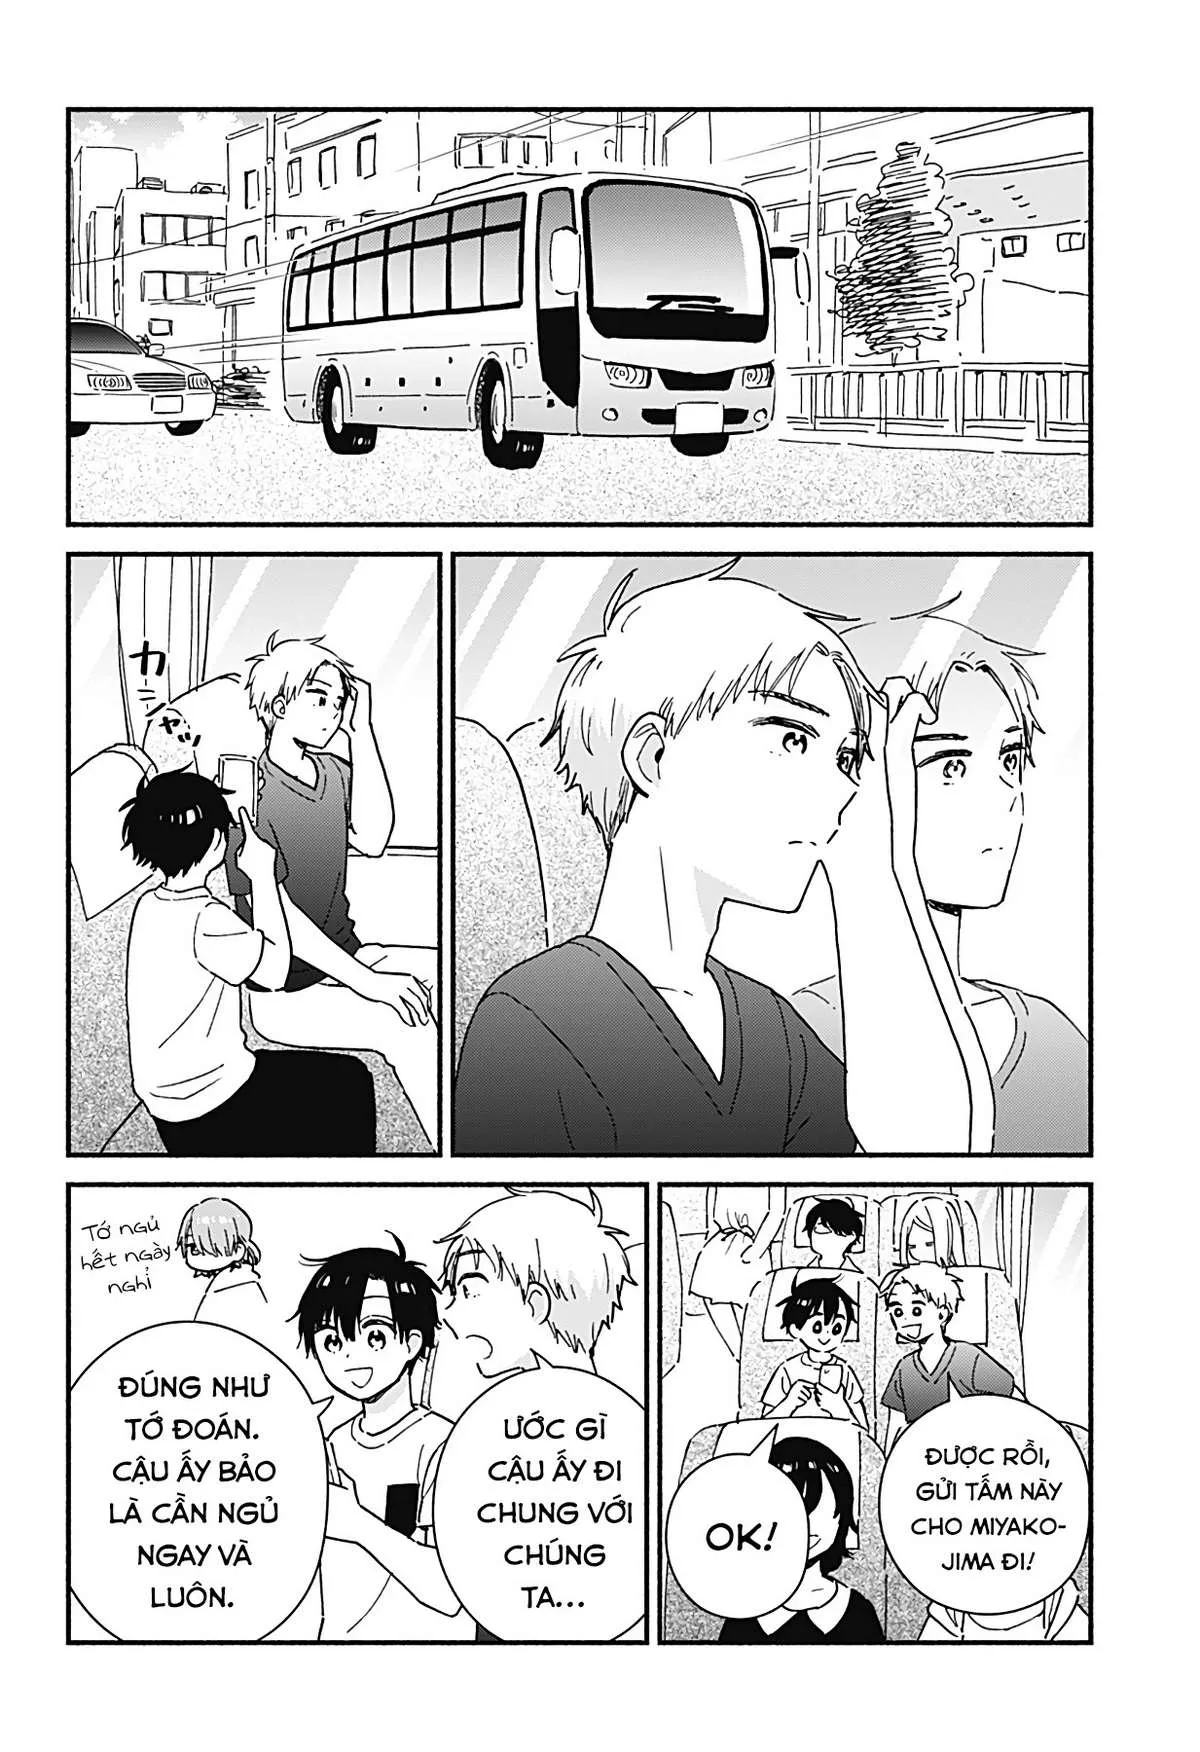 カシャッ
ĐƯỢC RỒI,
GỬI TẤM NÀY
CHO MIYAKO-
JIMA ĐI!
OK!
ƯỚC GÌ
CẬU ẤY ĐI
CHUNG VỚI
CHÚNG
TA...
Tớ ngủ
hết ngày
nghỉ
ĐÚNG NHƯ
TỚ ĐOÁN.
CẬU ẤY BẢO
LÀ CẦN NGỦ
NGAY VÀ
LUÔN.